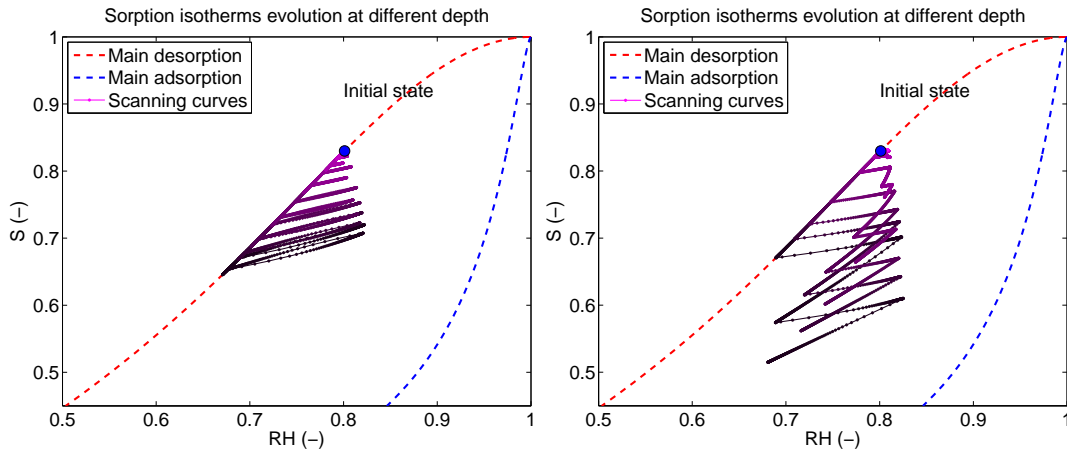 Sorption isotherms evolution at different depth
1
0.9
0.8
0.7
0.6
0.5
S (-)
Main desorption
Main adsorption
Scanning curves
Initial state
0.5
0.6
0.7
0.8
0.9
1
RH (-)
Sorption isotherms evolution at different depth
1
0.9
0.8
0.7
0.6
0.5
S (-)
Main desorption
Main adsorption
Scanning curves
Initial state
0.5
0.6
0.7
0.8
0.9
1
RH (-)